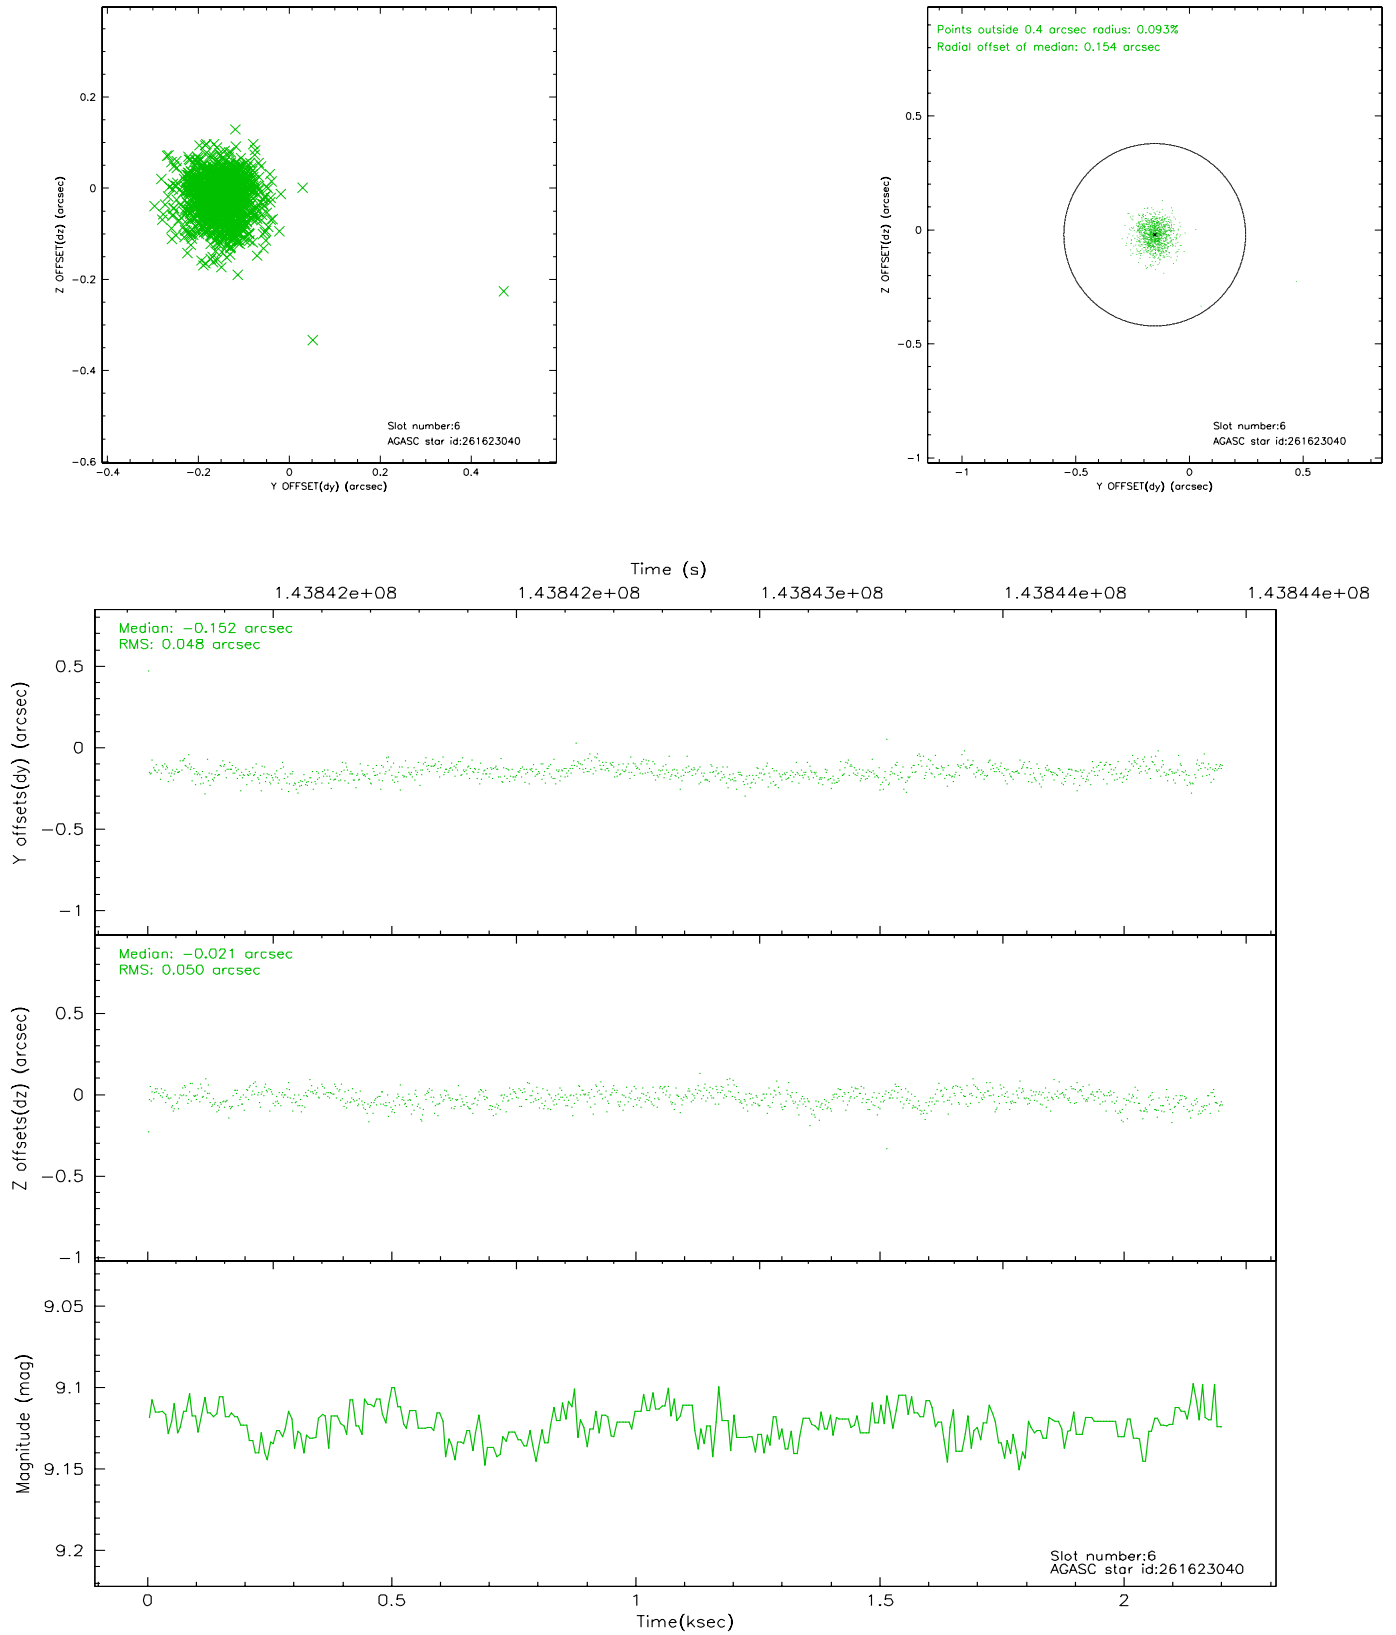 0.2
0
-0.2
-0.4
-0.6
-0.4
-0.2
0
0.2
0.4
Z OFFSET(dz) (arcsec)
Y OFFSET(dy) (arcsec)
Slot number:6
AGASC star id:261623040
Points outside 0.4 arcsec radius: 0.093%
Radial offset of median: 0.154 arcsec
0.5
0
-0.5
-1
-1
-0.5
0
0.5
Z OFFSET(dz) (arcsec)
Y OFFSET(dy) (arcsec)
Slot number:6
AGASC star id:261623040
Time (s)
1.43842e+08
1.43842e+08
1.43843e+08
1.43844e+08
1.43844e+08
Median: -0.152 arcsec
RMS: 0.048 arcsec
0.5
0
-0.5
-1
Y offsets(dy) (arcsec)
Median: -0.021 arcsec
RMS: 0.050 arcsec
0.5
0
-0.5
-1
Z offsets(dz) (arcsec)
9.05
9.1
9.15
9.2
Magnitude (mag)
Slot number:6
AGASC star id:261623040
0
0.5
1
1.5
2
Time(ksec)